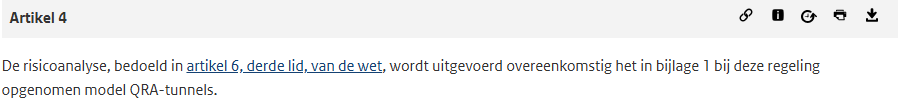 Artikel 4
De risicoanalyse, bedoeld in artikel 6, derde lid, van de wet, wordt uitgevoerd overeenkomstig het in bijlage 1 bij deze regeling
opgenomen model QRA-tunnels.